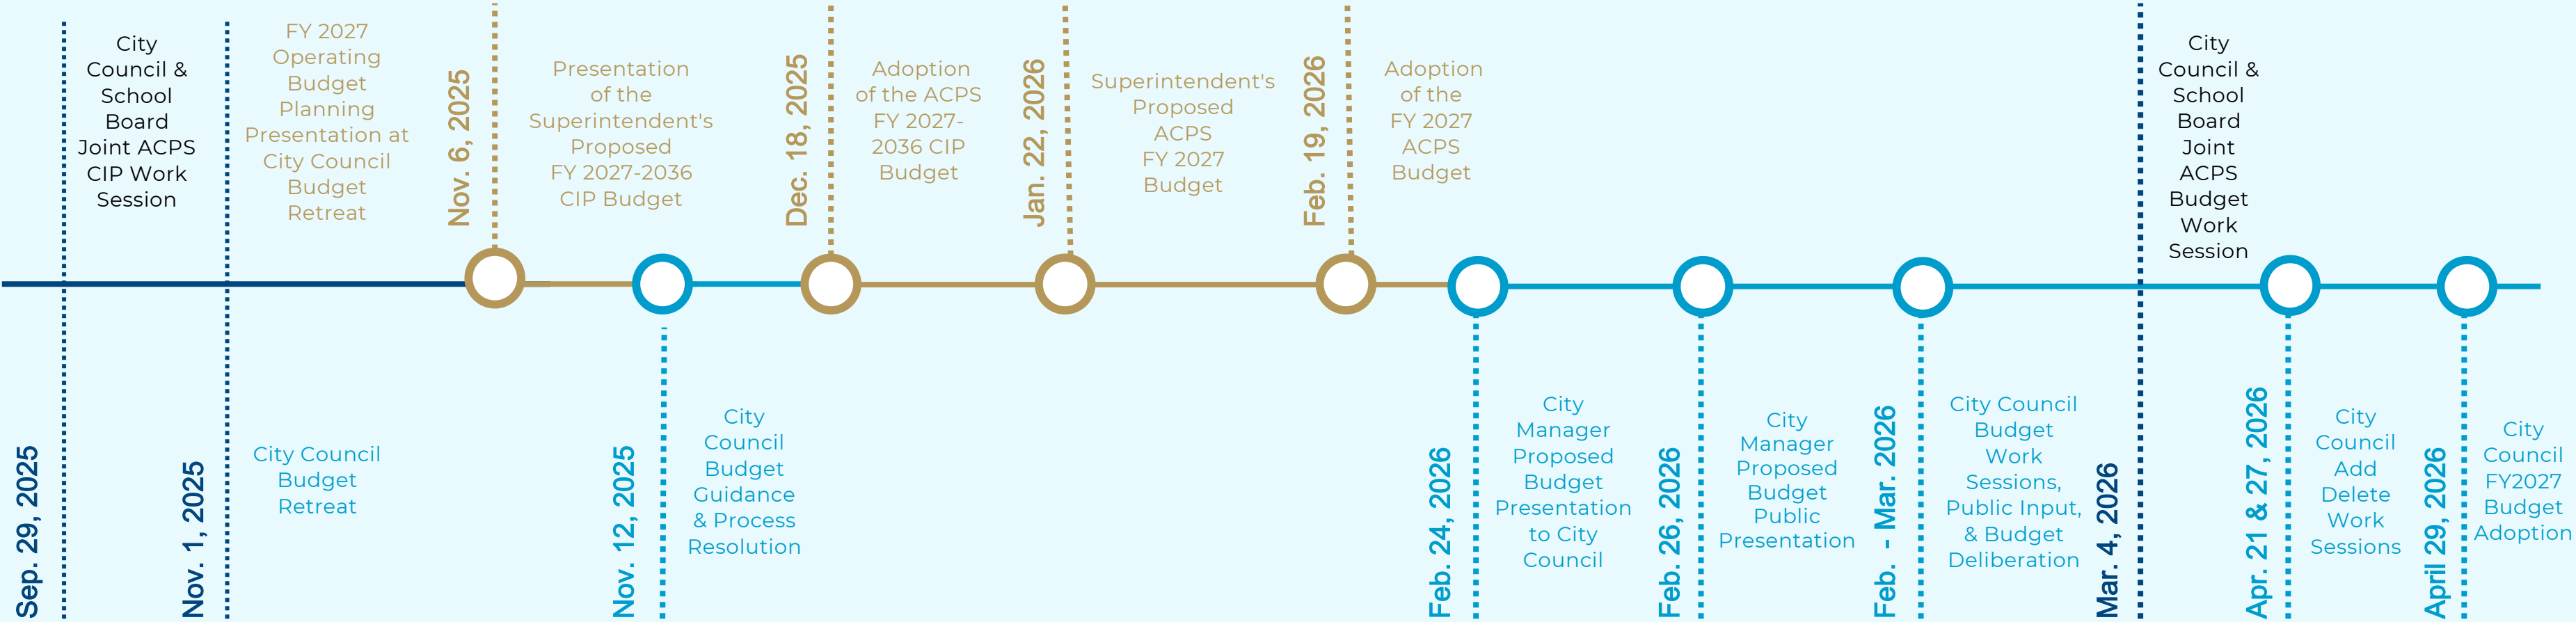 Sep. 29, 2025
City
Council &
School
Board
Joint ACPS
CIP Work
Session
Nov. 1, 2025
FY 2027
Operating
Budget
Planning
Presentation at
City Council
Budget
Retreat
City Council
Budget
Retreat
Nov. 6, 2025
Presentation
of the
Superintendent's
Proposed
FY 2027-2036
CIP Budget
Nov. 12, 2025
City
Council
Budget
Guidance
& Process
Resolution
Dec. 18, 2025
Adoption
of the ACPS
FY 2027-
2036 CIP
Budget
Jan. 22, 2026
Superintendent's
Proposed
ACPS
FY 2027
Budget
Feb. 19, 2026
Adoption
of the
FY 2027
ACPS
Budget
Feb. 24, 2026
City
Manager
Proposed
Budget
Presentation
to City
Council
Feb. 26, 2026
City
Manager
Proposed
Budget
Public
Presentation
Feb. - Mar. 2026
City Council
Budget
Work
Sessions,
Public Input,
& Budget
Deliberation
Mar. 4, 2026
City
Council &
School
Board
Joint
ACPS
Budget
Work
Session
Apr. 21 & 27, 2026
City
Council
Add
Delete
Work
Sessions
April 29, 2026
City
Council
FY2027
Budget
Adoption